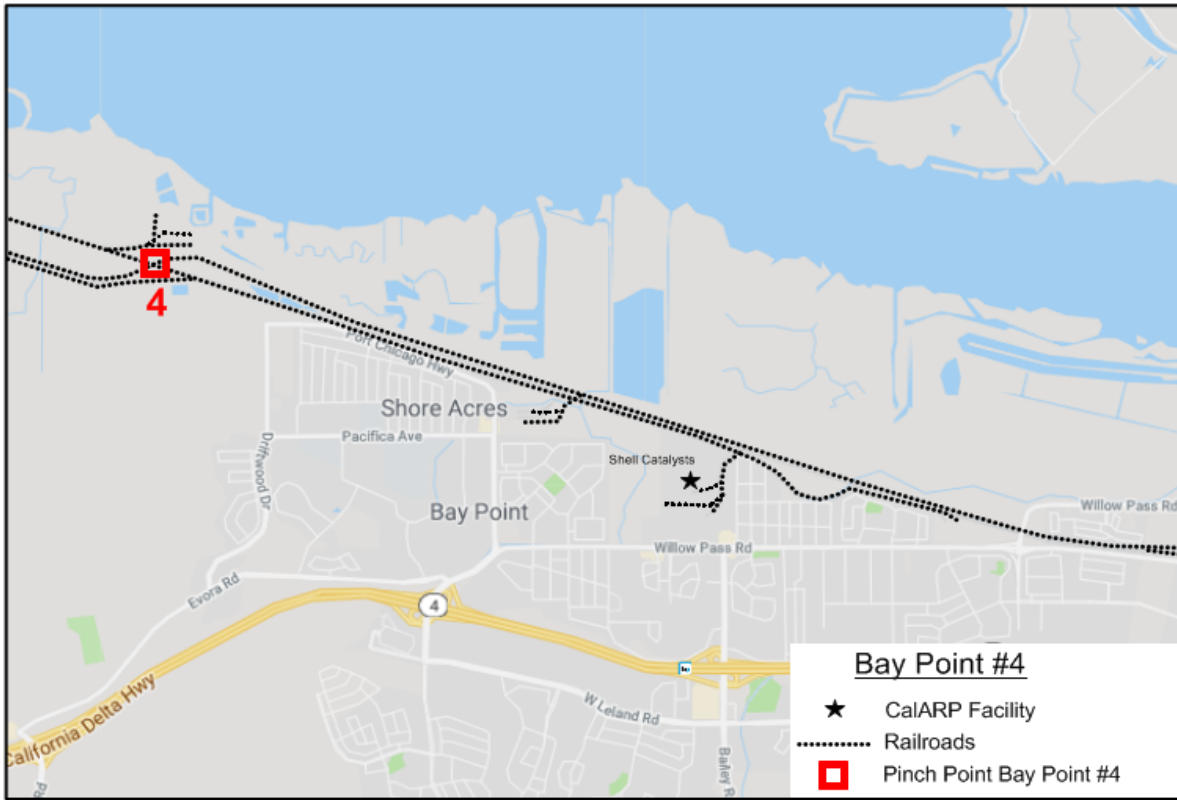 4
Port Chicago Hwy
Shore Acres
Pacifica Ave
Driftwood Dr
Shell Catalysts
Bay Point
Willow Pass Rd
Willow Pass Rd
Evora Rd
4
California Delta Hwy
W Leland Rd
Bailey R
Rd
Bay Point #4
CalARP Facility
Railroads
Pinch Point Bay Point #4